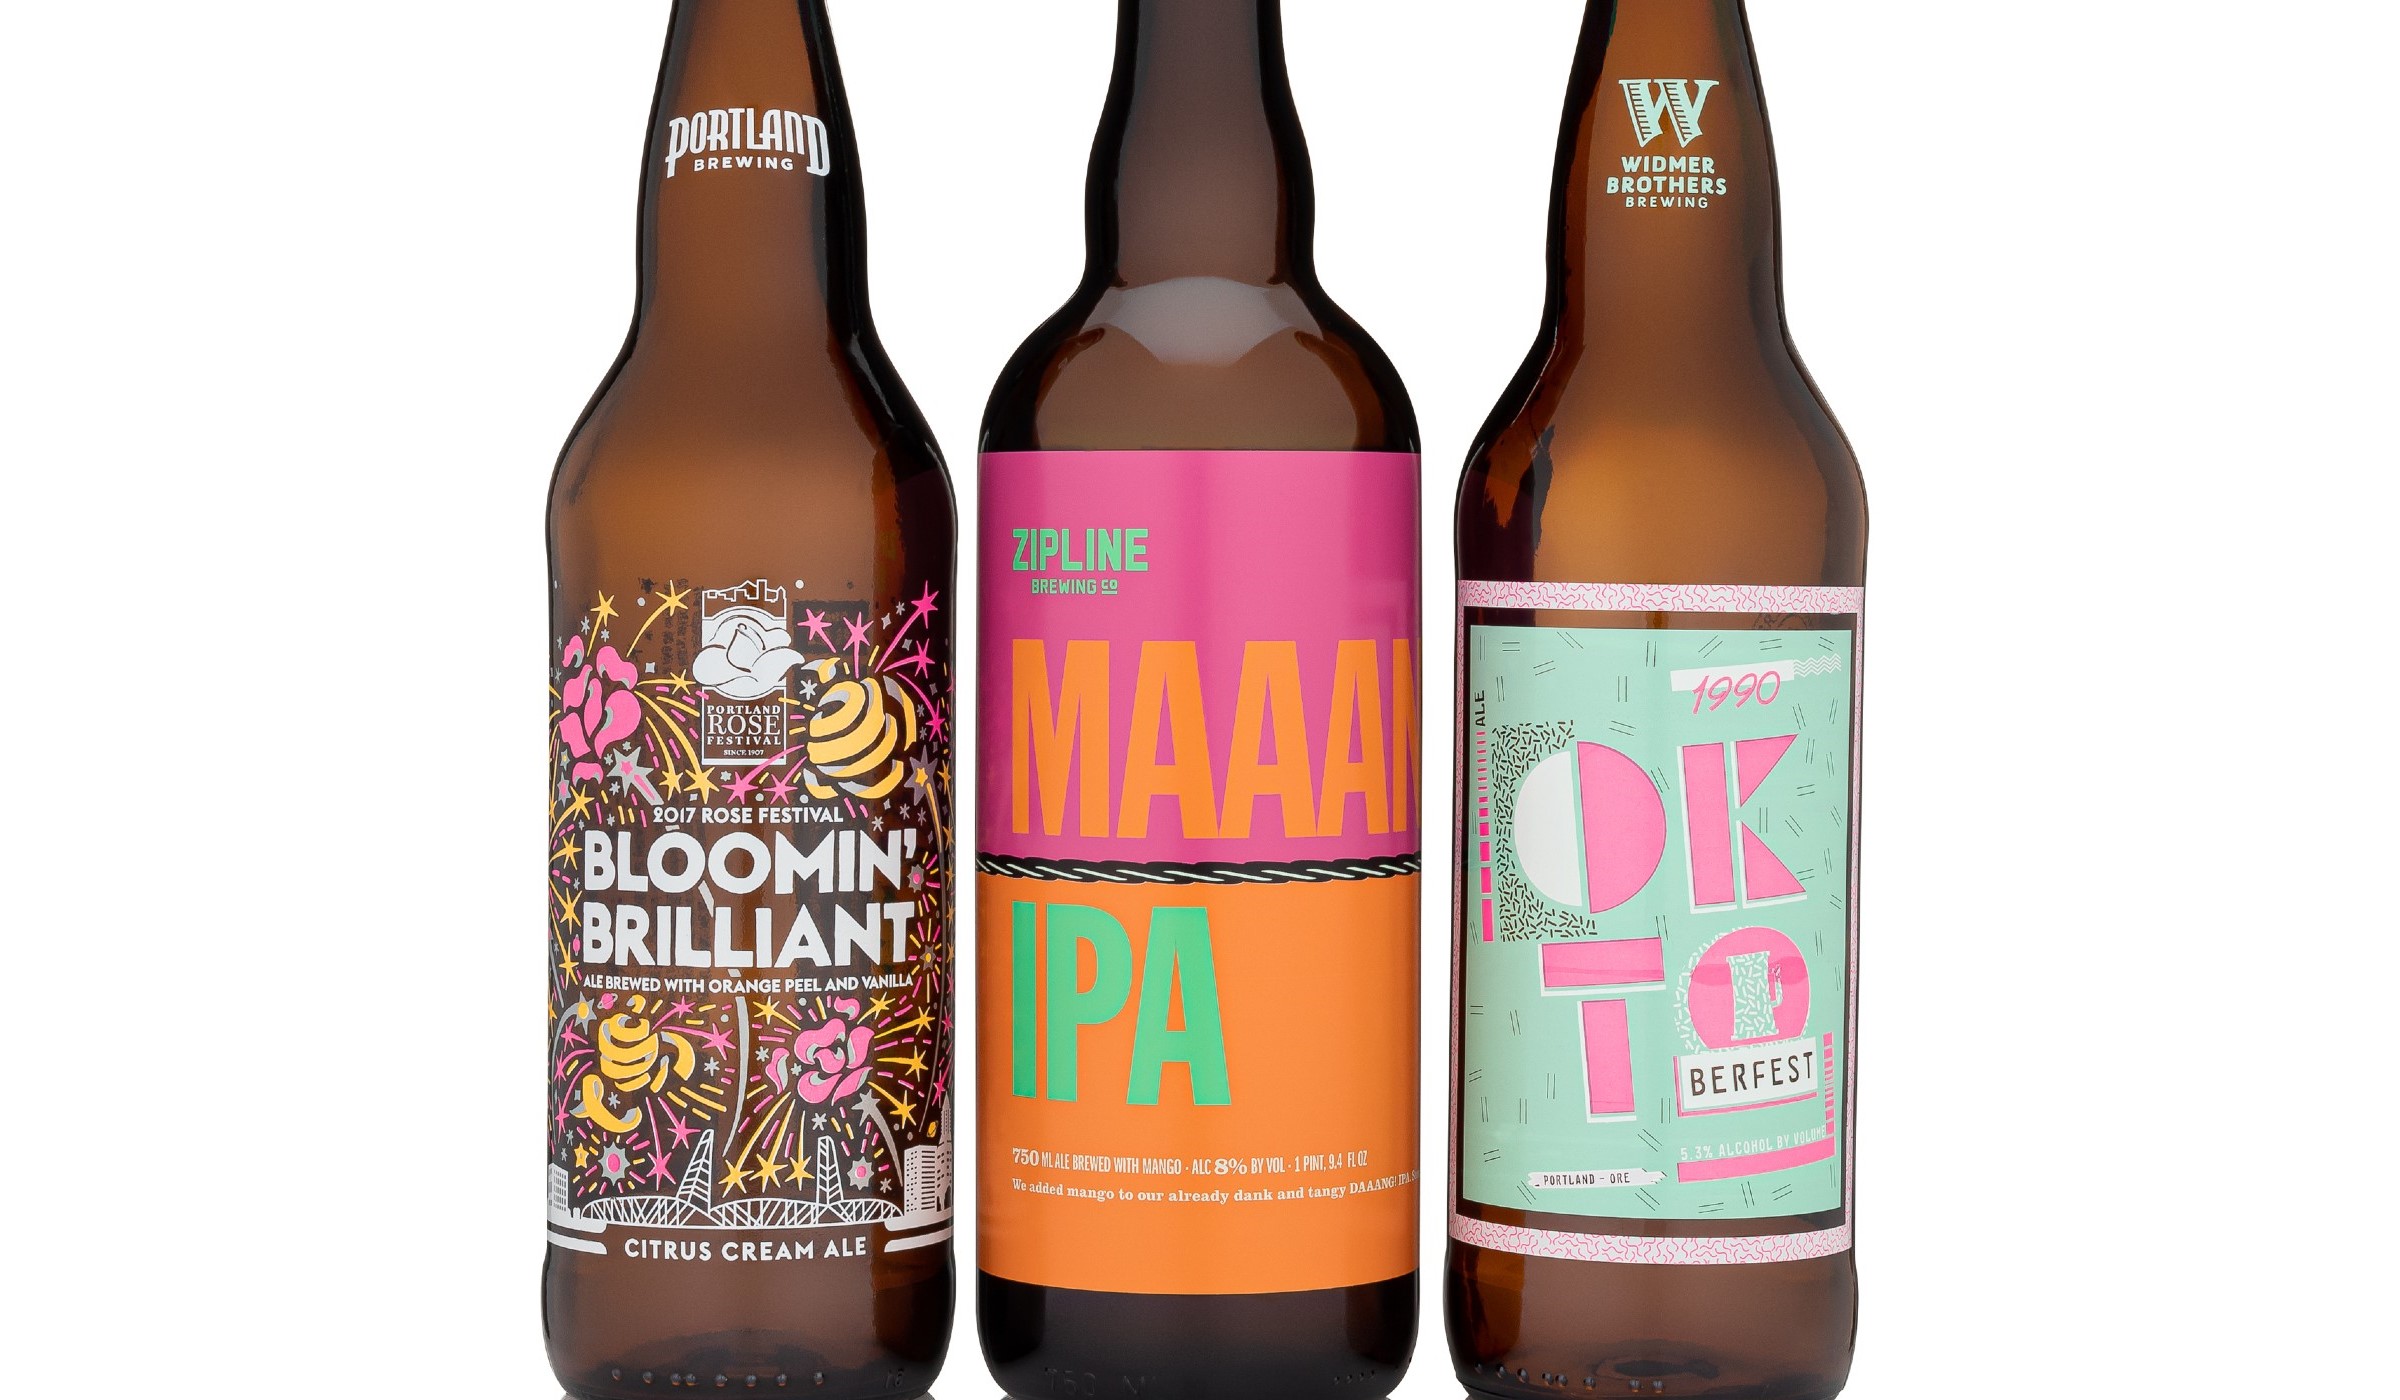 PORTLAND
BREWING
PORTLAND
ROSE
FESTIVAL
SINCE 1907
2017 ROSE FESTIVAL
BLOOMIN'
BRILLIANT
ALE BREWED WITH ORANGE PEEL AND VANILLA
CITRUS CREAM ALE
ZIPLINE
BREWING CO
MAAAN
IPA
750 ML ALE BREWED WITH MANGO · ALC 8% BY VOL · 1 PINT, 9.4 FL OZ
We added mango to our already dank and tangy DAAANG! IPA.
750 M
W
WIDMER
BROTHERS
BREWING
ALE
1990
OK
TO
BERFEST
5.3% ALCOHOL BY VOLUME
PORTLAND - ORE